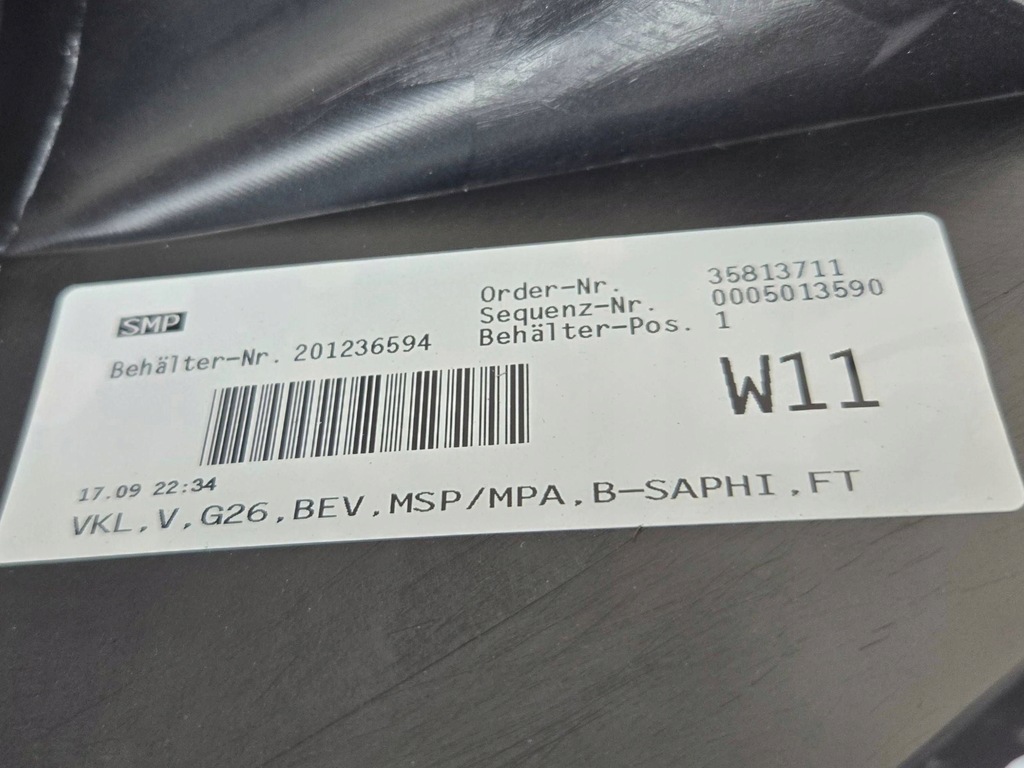 SMP
Order-Nr. 35813711
Sequenz-Nr. 0005013590
Behälter-Nr. 201236594 Behälter-Pos. 1
W11
17.09 22:34
VKL,V,G26,BEV,MSP/MPA,B-SAPHI,FT